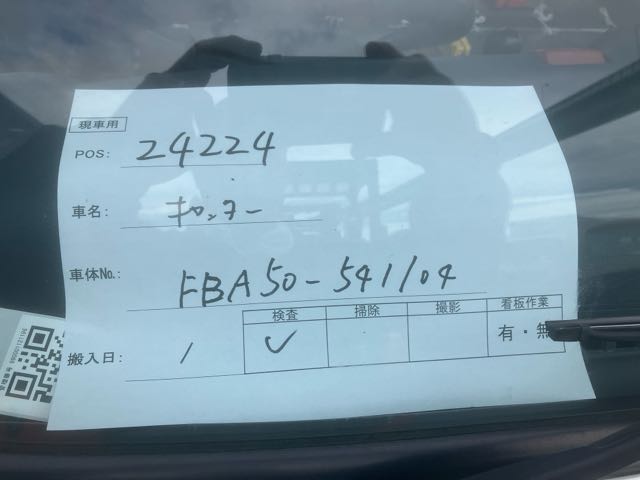 現車用
POS: 24224
車名: キャンター
車体No.: FBA50-541104
検査 掃除 撮影 看板作業
搬入日: / ✓ 有・無